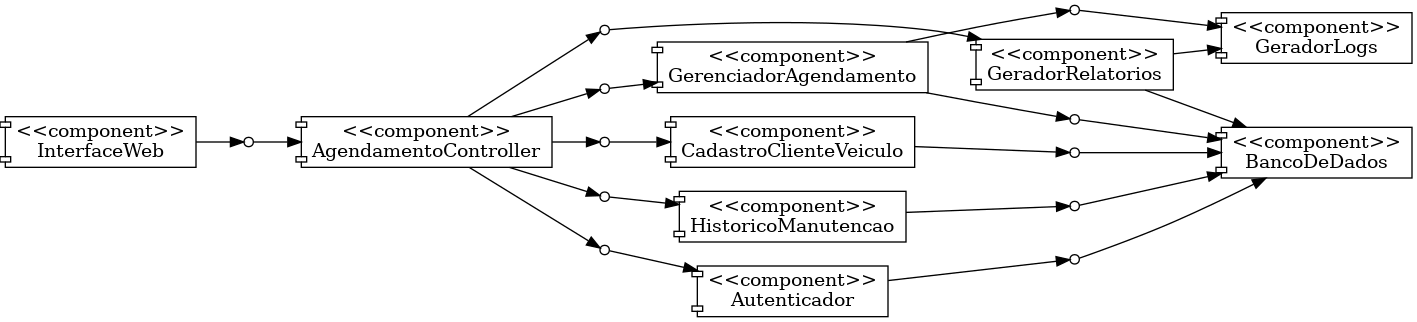 <<component>>
InterfaceWeb
<<component>>
AgendamentoController
<<component>>
GerenciadorAgendamento
<<component>>
CadastroClienteVeiculo
<<component>>
HistoricoManutencao
<<component>>
Autenticador
<<component>>
GeradorRelatorios
<<component>>
GeradorLogs
<<component>>
BancoDeDados